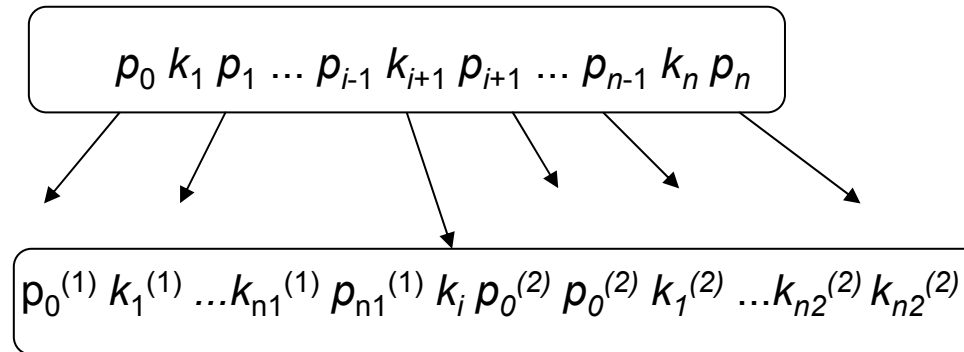 p₀ k₁ p₁ ... pᵢ₋₁ kᵢ₊₁ pᵢ₊₁ ... pₙ₋₁ kₙ pₙ
p₀⁽¹⁾ k₁⁽¹⁾ ...kₙ₁⁽¹⁾ pₙ₁⁽¹⁾ kᵢ p₀⁽²⁾ p₀⁽²⁾ k₁⁽²⁾ ...kₙ₂⁽²⁾ kₙ₂⁽²⁾